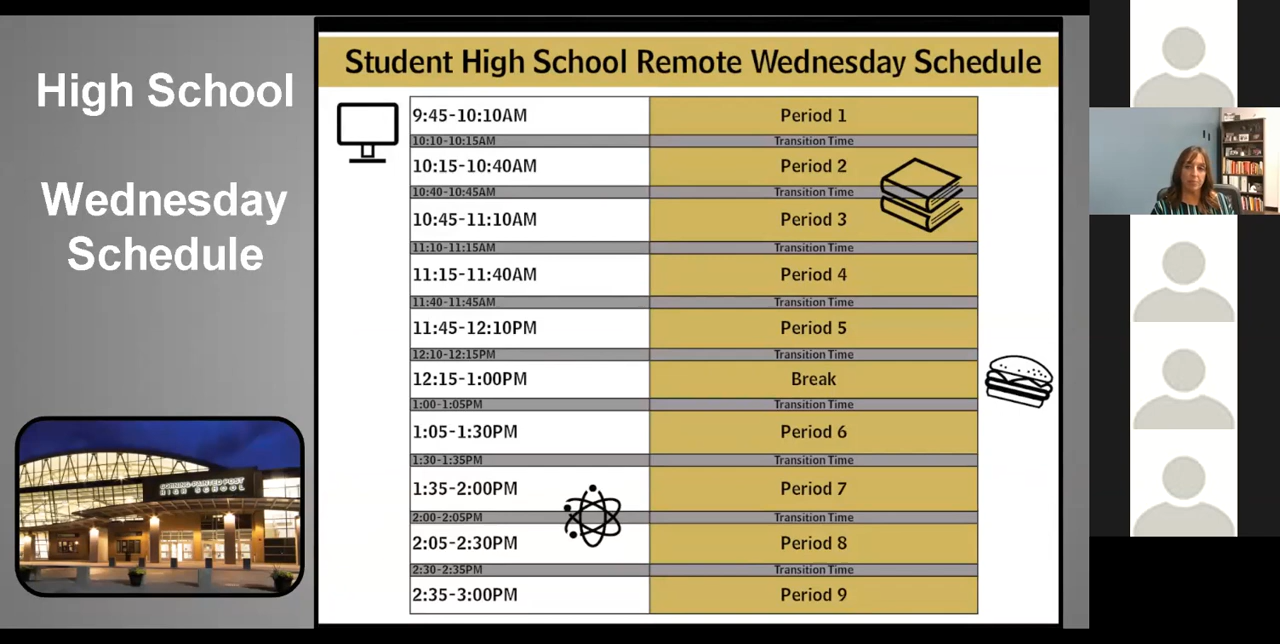 High School
Wednesday
Schedule
Student High School Remote Wednesday Schedule
9:45-10:10AM Period 1
10:10-10:15AM Transition Time
10:15-10:40AM Period 2
10:40-10:45AM Transition Time
10:45-11:10AM Period 3
11:10-11:15AM Transition Time
11:15-11:40AM Period 4
11:40-11:45AM Transition Time
11:45-12:10PM Period 5
12:10-12:15PM Transition Time
12:15-1:00PM Break
1:00-1:05PM Transition Time
1:05-1:30PM Period 6
1:30-1:35PM Transition Time
1:35-2:00PM Period 7
2:00-2:05PM Transition Time
2:05-2:30PM Period 8
2:30-2:35PM Transition Time
2:35-3:00PM Period 9
CORNING-PAINTED POST
HIGH SCHOOL